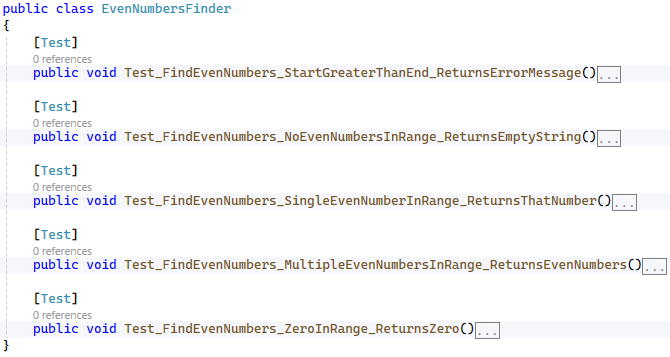 public class EvenNumbersFinder
{
[Test]
0 references
public void Test_FindEvenNumbers_StartGreaterThanEnd_ReturnsErrorMessage()...
[Test]
0 references
public void Test_FindEvenNumbers_NoEvenNumbersInRange_ReturnsEmptyString()...
[Test]
0 references
public void Test_FindEvenNumbers_SingleEvenNumberInRange_ReturnsThatNumber()...
[Test]
0 references
public void Test_FindEvenNumbers_MultipleEvenNumbersInRange_ReturnsEvenNumbers()...
[Test]
0 references
public void Test_FindEvenNumbers_ZeroInRange_ReturnsZero()...
}